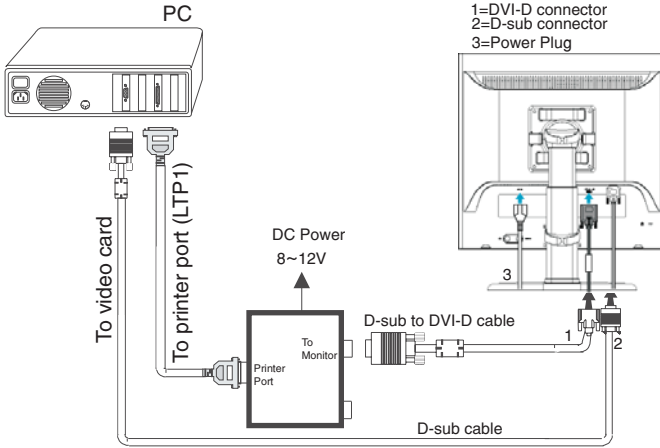 PC
1=DVI-D connector
2=D-sub connector
3=Power Plug
To video card
To printer port (LTP1)
DC Power
8~12V
3
D-sub to DVI-D cable
1
2
To
Monitor
Printer
Port
D-sub cable